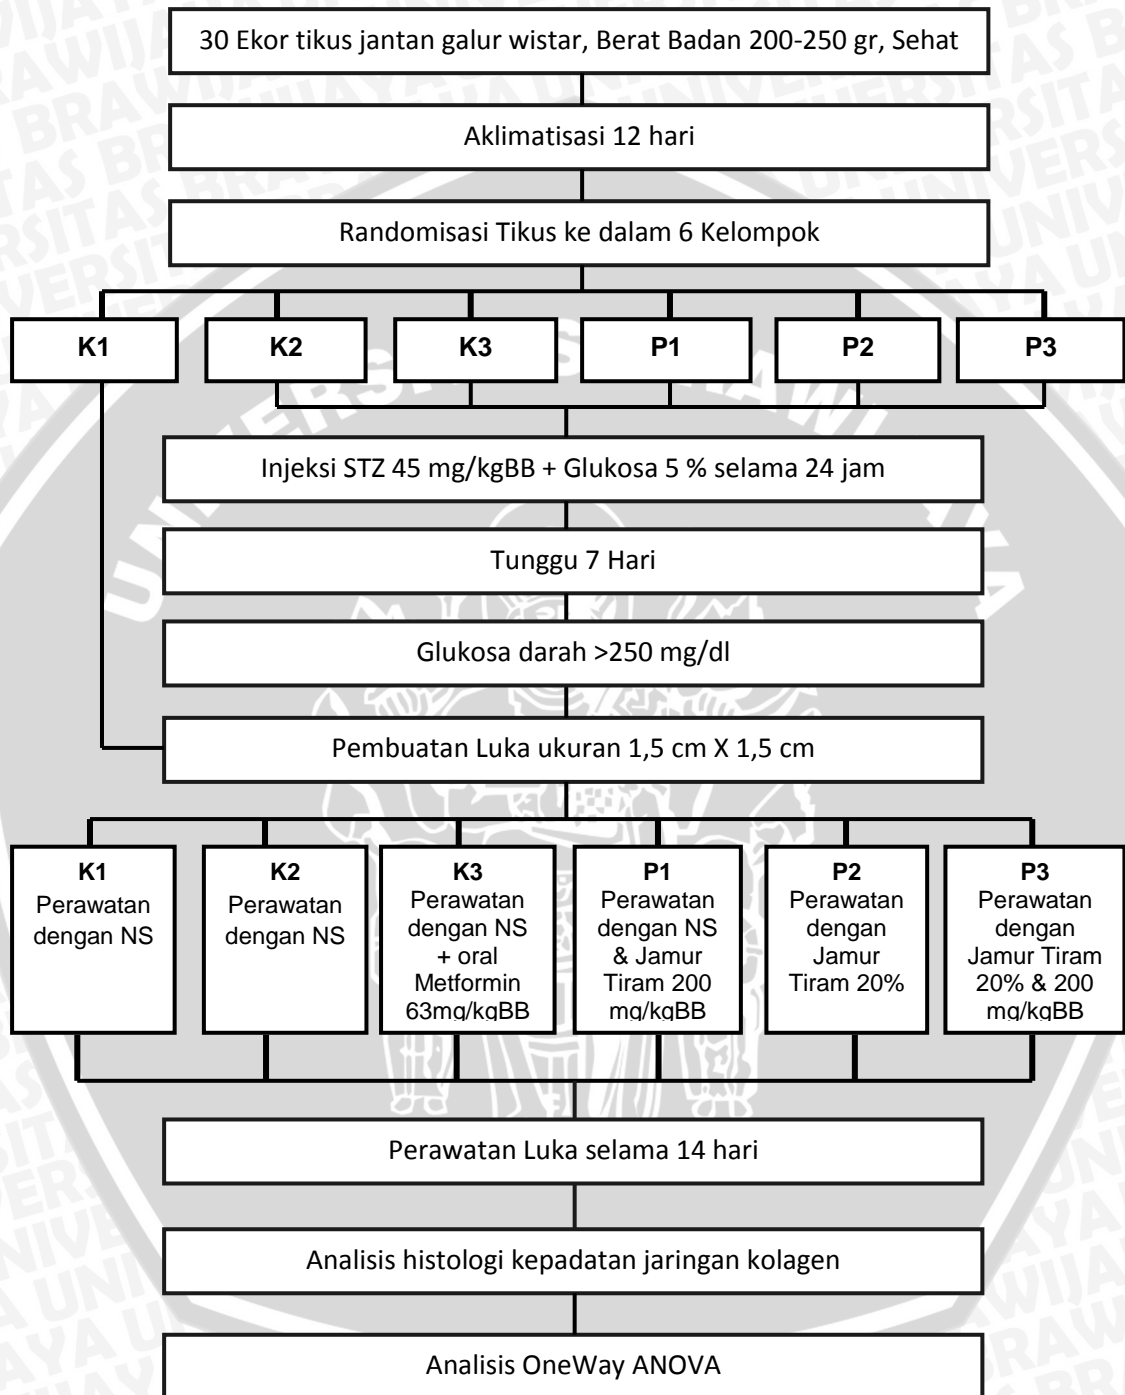 30 Ekor tikus jantan galur wistar, Berat Badan 200-250 gr, Sehat
Aklimatisasi 12 hari
Randomisasi Tikus ke dalam 6 Kelompok
K1
K2
K3
P1
P2
P3
Injeksi STZ 45 mg/kgBB + Glukosa 5 % selama 24 jam
Tunggu 7 Hari
Glukosa darah >250 mg/dl
Pembuatan Luka ukuran 1,5 cm X 1,5 cm
K1
Perawatan
dengan NS
K2
Perawatan
dengan NS
K3
Perawatan
dengan NS
+ oral
Metformin
63mg/kgBB
P1
Perawatan
dengan NS
& Jamur
Tiram 200
mg/kgBB
P2
Perawatan
dengan
Jamur
Tiram 20%
P3
Perawatan
dengan
Jamur Tiram
20% & 200
mg/kgBB
Perawatan Luka selama 14 hari
Analisis histologi kepadatan jaringan kolagen
Analisis OneWay ANOVA
UNIVERSITAS BRAWIJAYA